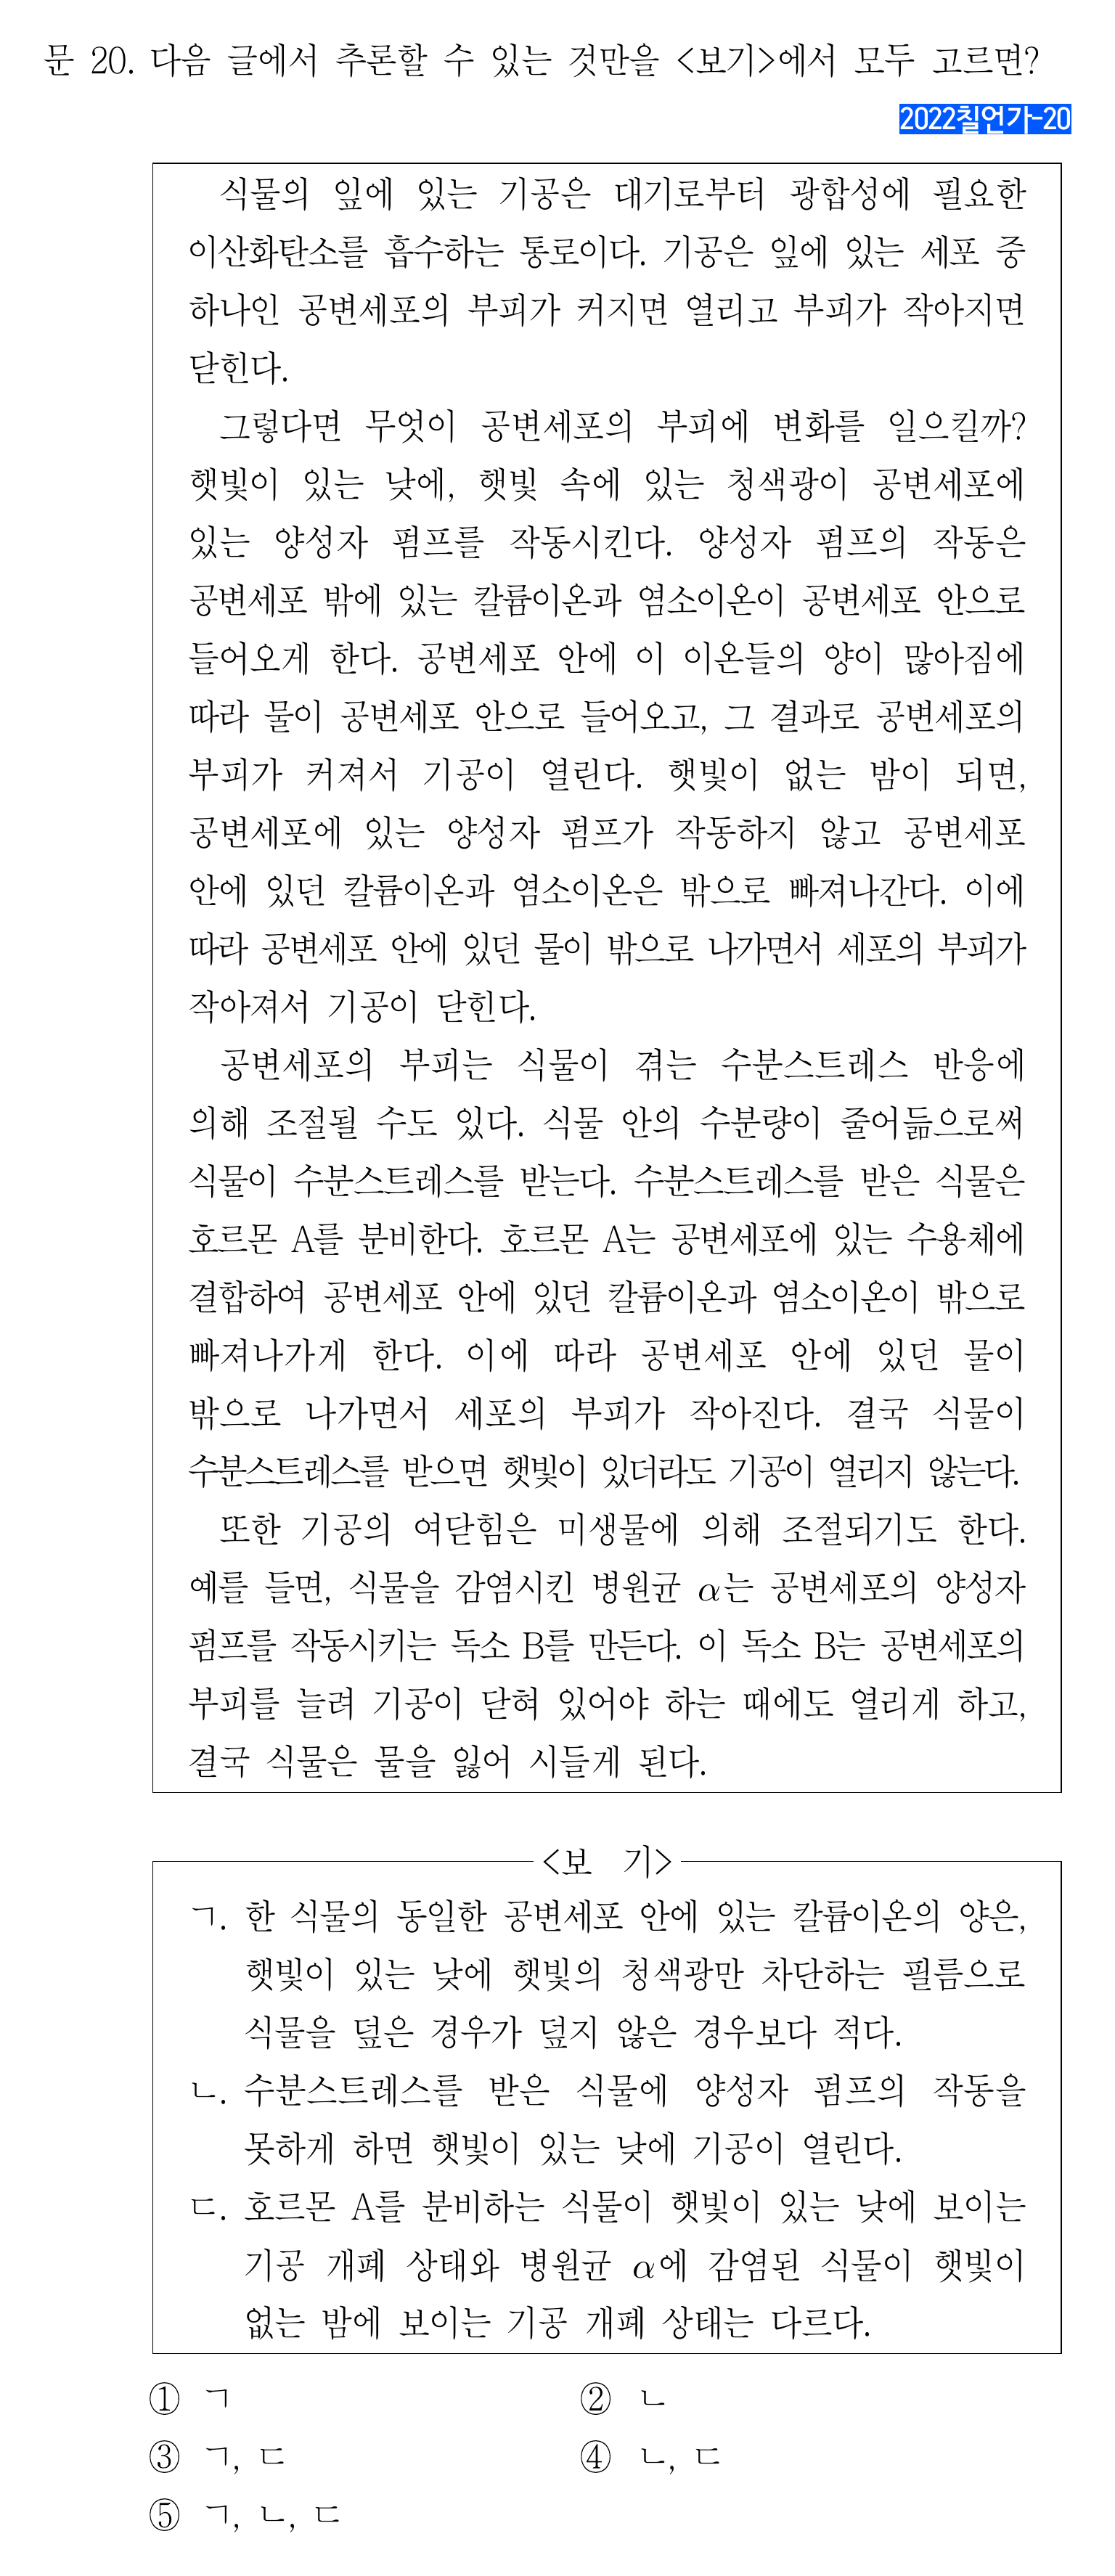 문 20. 다음 글에서 추론할 수 있는 것만을 <보기>에서 모두 고르면?
2022칠언가-20
식물의 잎에 있는 기공은 대기로부터 광합성에 필요한
이산화탄소를 흡수하는 통로이다. 기공은 잎에 있는 세포 중
하나인 공변세포의 부피가 커지면 열리고 부피가 작아지면
닫힌다.
그렇다면 무엇이 공변세포의 부피에 변화를 일으킬까?
햇빛이 있는 낮에, 햇빛 속에 있는 청색광이 공변세포에
있는 양성자 펌프를 작동시킨다. 양성자 펌프의 작동은
공변세포 밖에 있는 칼륨이온과 염소이온이 공변세포 안으로
들어오게 한다. 공변세포 안에 이 이온들의 양이 많아짐에
따라 물이 공변세포 안으로 들어오고, 그 결과로 공변세포의
부피가 커져서 기공이 열린다. 햇빛이 없는 밤이 되면,
공변세포에 있는 양성자 펌프가 작동하지 않고 공변세포
안에 있던 칼륨이온과 염소이온은 밖으로 빠져나간다. 이에
따라 공변세포 안에 있던 물이 밖으로 나가면서 세포의 부피가
작아져서 기공이 닫힌다.
공변세포의 부피는 식물이 겪는 수분스트레스 반응에
의해 조절될 수도 있다. 식물 안의 수분량이 줄어듦으로써
식물이 수분스트레스를 받는다. 수분스트레스를 받은 식물은
호르몬 A를 분비한다. 호르몬 A는 공변세포에 있는 수용체에
결합하여 공변세포 안에 있던 칼륨이온과 염소이온이 밖으로
빠져나가게 한다. 이에 따라 공변세포 안에 있던 물이
밖으로 나가면서 세포의 부피가 작아진다. 결국 식물이
수분스트레스를 받으면 햇빛이 있더라도 기공이 열리지 않는다.
또한 기공의 여닫힘은 미생물에 의해 조절되기도 한다.
예를 들면, 식물을 감염시킨 병원균 α는 공변세포의 양성자
펌프를 작동시키는 독소 B를 만든다. 이 독소 B는 공변세포의
부피를 늘려 기공이 닫혀 있어야 하는 때에도 열리게 하고,
결국 식물은 물을 잃어 시들게 된다.
<보 기>
ㄱ. 한 식물의 동일한 공변세포 안에 있는 칼륨이온의 양은,
햇빛이 있는 낮에 햇빛의 청색광만 차단하는 필름으로
식물을 덮은 경우가 덮지 않은 경우보다 적다.
ㄴ. 수분스트레스를 받은 식물에 양성자 펌프의 작동을
못하게 하면 햇빛이 있는 낮에 기공이 열린다.
ㄷ. 호르몬 A를 분비하는 식물이 햇빛이 있는 낮에 보이는
기공 개폐 상태와 병원균 α에 감염된 식물이 햇빛이
없는 밤에 보이는 기공 개폐 상태는 다르다.
① ㄱ ② ㄴ
③ ㄱ, ㄷ ④ ㄴ, ㄷ
⑤ ㄱ, ㄴ, ㄷ